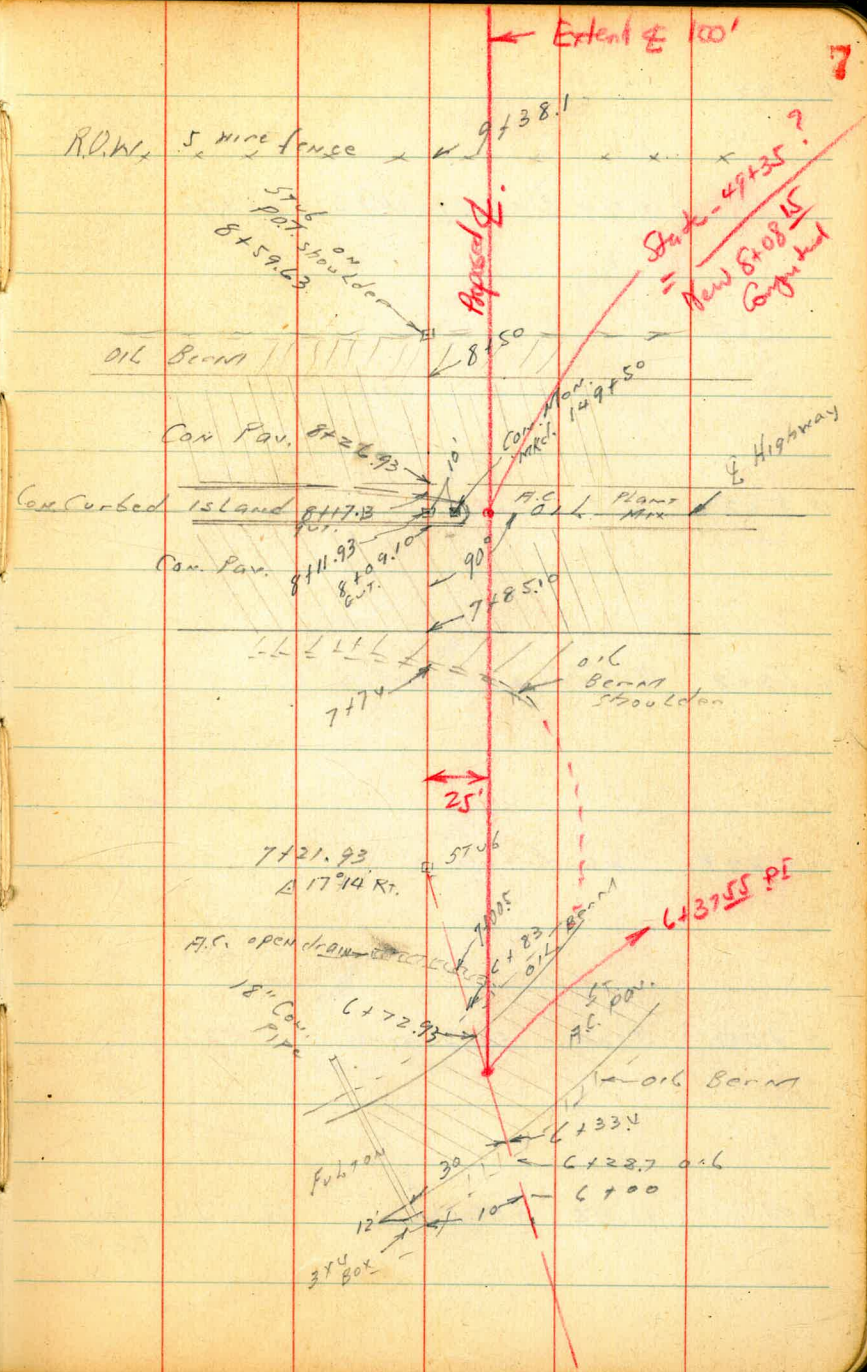 Extend ℄ 100'
7
9+38.1
R.O.W. 5 wire fence
Stub
P.O.T. on
shoulder
8+59.63
Proposed ℄.
State - 49+35 ?
= New 8+08 15
Computed
Oil Berm
8+50
Con. Mon.
Mkd. 149+50
Con Pav. 8+26.93
10'
℄ Highway
Con Curbed Island 8+17.13
GUT.
A.C.
Oil
Plant
Mix
Con. Pav.
8+11.93
8+09.10
GUT.
90°
7+85.10
7+74
Oil
Berm
Shoulder
25'
7+21.93
Stub
Δ 17°14' Rt.
A.C. open drain
7+00.5
6+83
Oil Berm
6+37 55 PI
18" Con.
Pipe
6+72.93
St. Pav.
A.C.
Oil Berm
6+33.4
Fulton
30
6+28.7 Oil
10
6+00
12'
3x4
Box